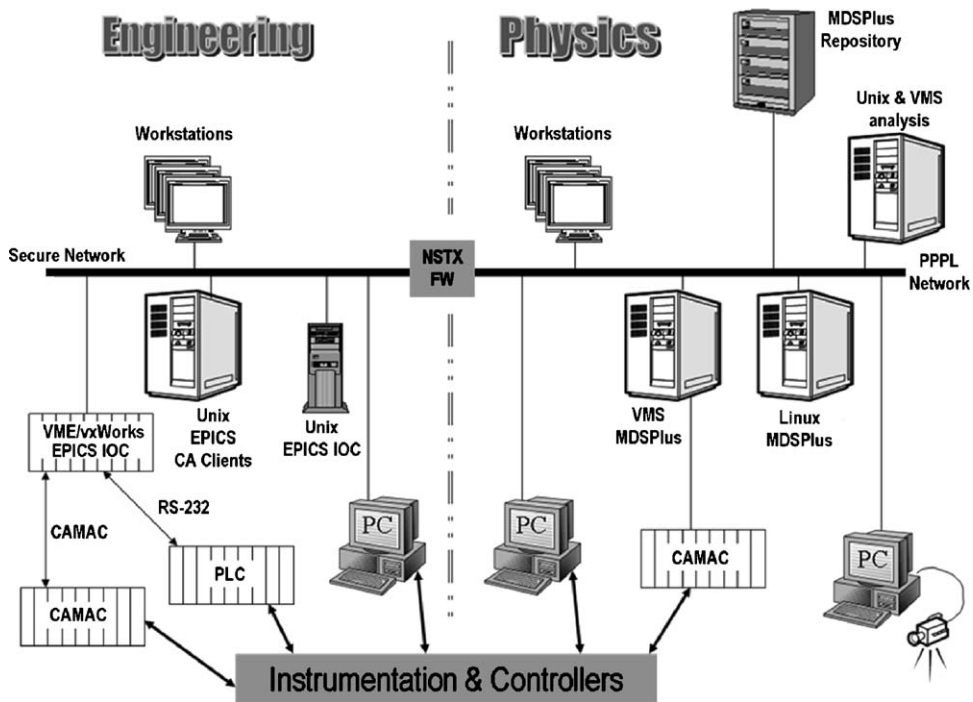 Engineering
Physics
MDSPlus
Repository
Unix & VMS
analysis
Workstations
Workstations
Secure Network
NSTX
FW
PPPL
Network
VME/vxWorks
EPICS IOC
Unix
EPICS
CA Clients
Unix
EPICS IOC
VMS
MDSPlus
Linux
MDSPlus
RS-232
CAMAC
PC
PC
PC
PLC
CAMAC
CAMAC
Instrumentation & Controllers